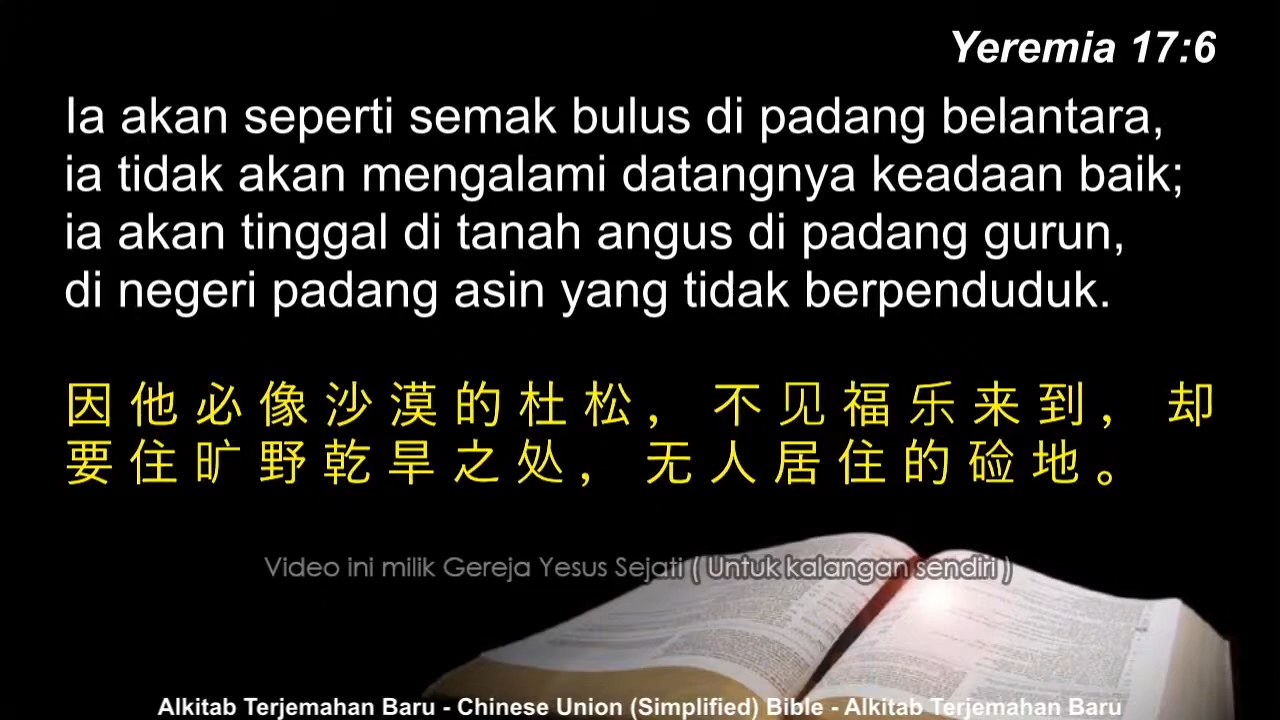 Yeremia 17:6
Ia akan seperti semak bulus di padang belantara,
ia tidak akan mengalami datangnya keadaan baik;
ia akan tinggal di tanah angus di padang gurun,
di negeri padang asin yang tidak berpenduduk.
因他必像沙漠的杜松，不见福乐来到，却
要住旷野乾旱之处，无人居住的硷地。
Video ini milik Gereja Yesus Sejati ( Untuk kalangan sendiri )
Alkitab Terjemahan Baru - Chinese Union (Simplified) Bible - Alkitab Terjemahan Baru